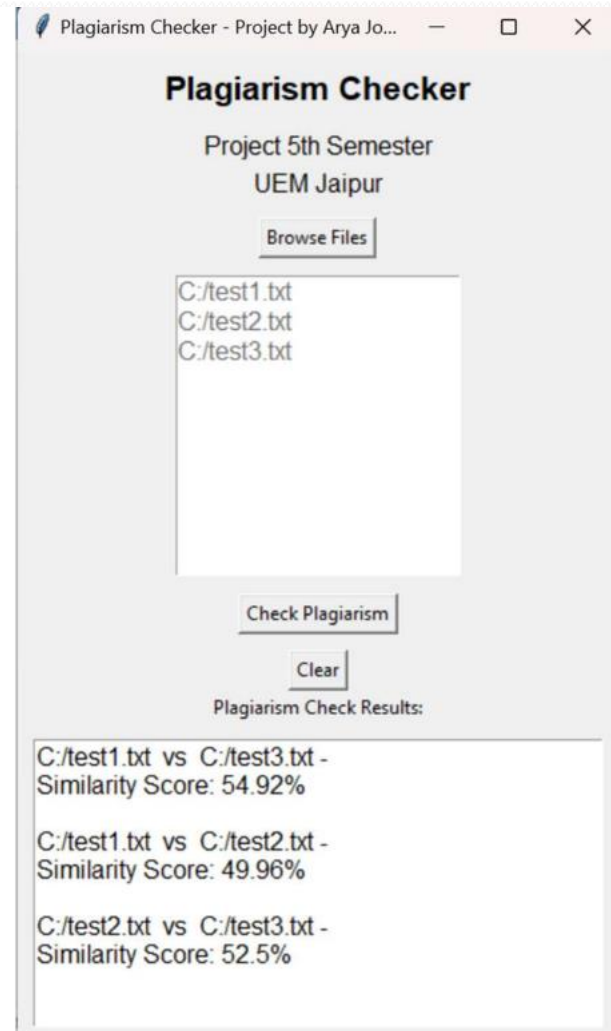 Plagiarism Checker - Project by Arya Jo...
Plagiarism Checker
Project 5th Semester
UEM Jaipur
Browse Files
C:/test1.txt
C:/test2.txt
C:/test3.txt
Check Plagiarism
Clear
Plagiarism Check Results:
C:/test1.txt vs C:/test3.txt -
Similarity Score: 54.92%
C:/test1.txt vs C:/test2.txt -
Similarity Score: 49.96%
C:/test2.txt vs C:/test3.txt -
Similarity Score: 52.5%